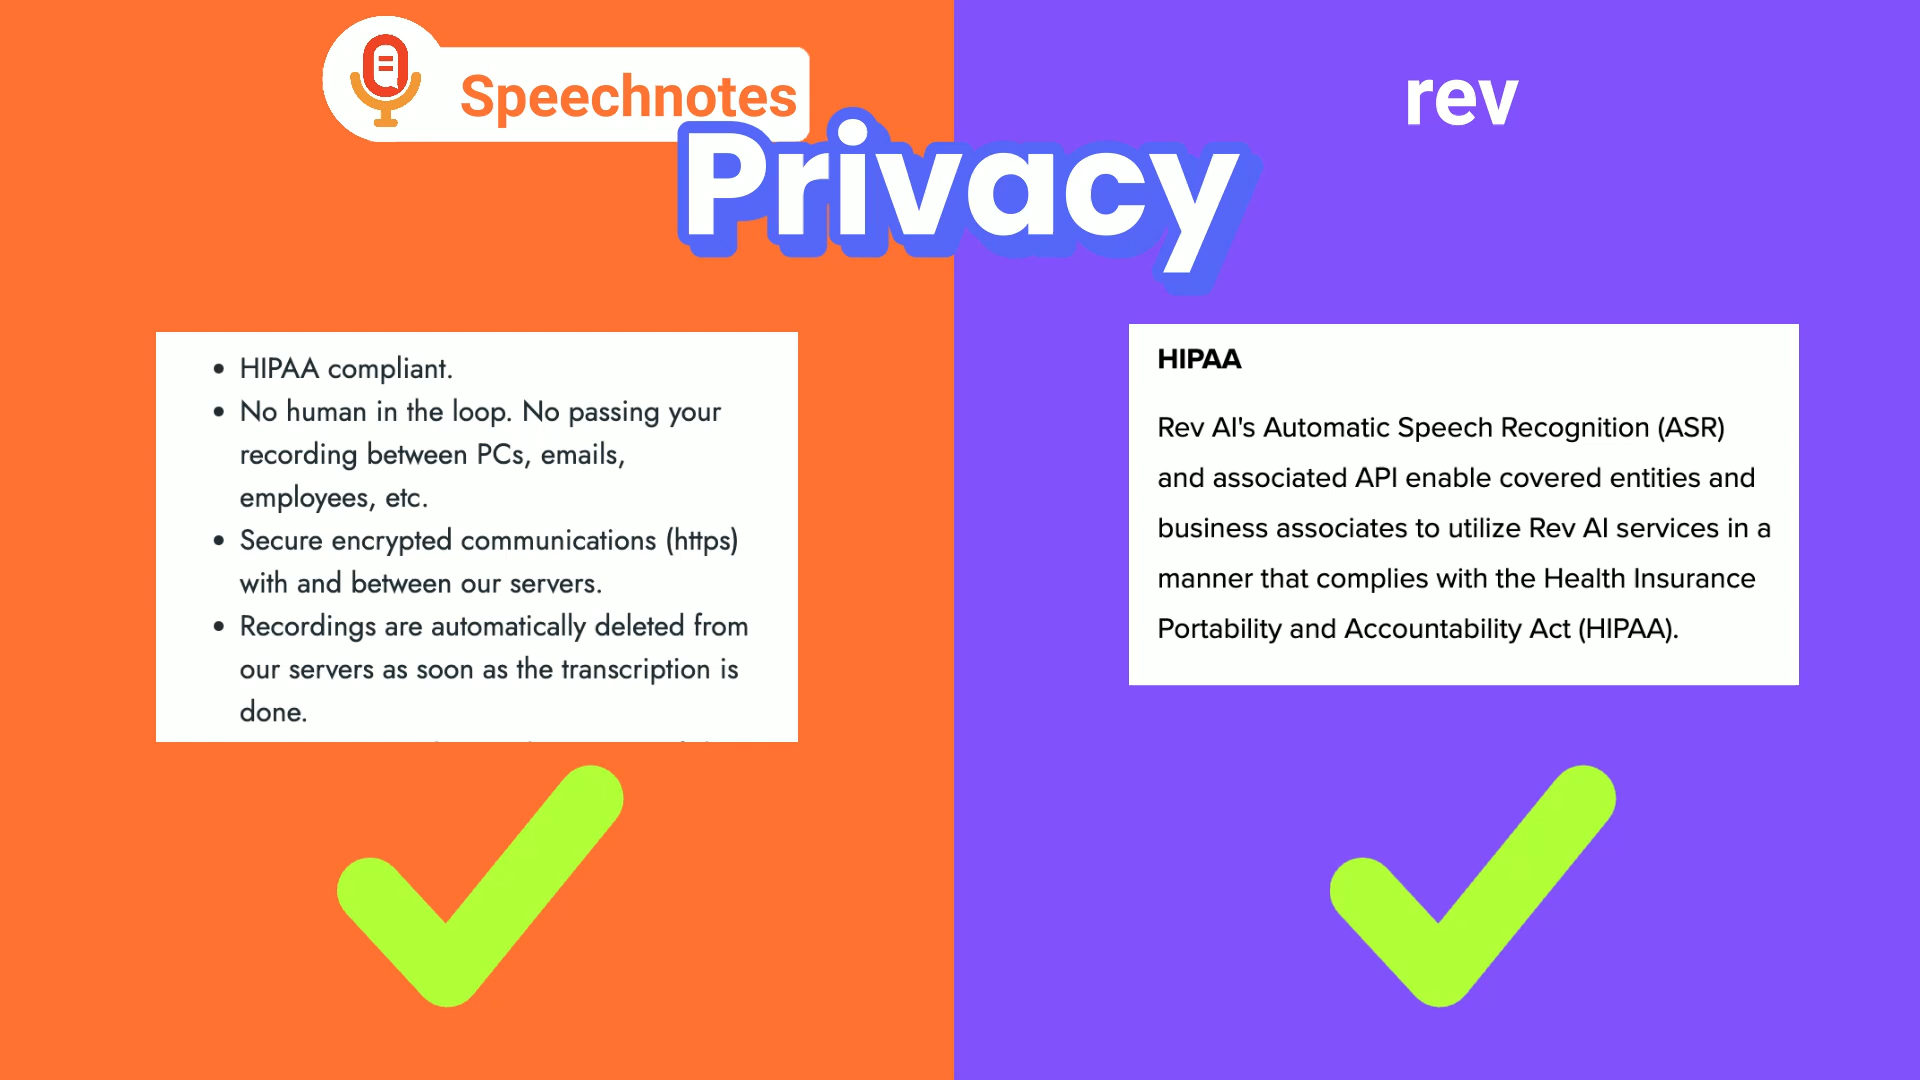 Speechnotes
rev
Privacy
• HIPAA compliant.
• No human in the loop. No passing your
recording between PCs, emails,
employees, etc.
• Secure encrypted communications (https)
with and between our servers.
• Recordings are automatically deleted from
our servers as soon as the transcription is
done.
HIPAA
Rev AI's Automatic Speech Recognition (ASR)
and associated API enable covered entities and
business associates to utilize Rev AI services in a
manner that complies with the Health Insurance
Portability and Accountability Act (HIPAA).